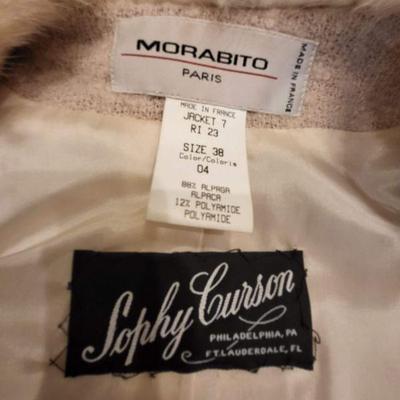 MORABITO
PARIS
MADE IN FRANCE
MADE IN FRANCE
JACKET 7
RI 23
SIZE 38
Color/Coloris
04
88% ALPAGA
ALPACA
12% POLYAMIDE
POLYAMIDE
Sophy Curson
PHILADELPHIA, PA
FT. LAUDERDALE, FL